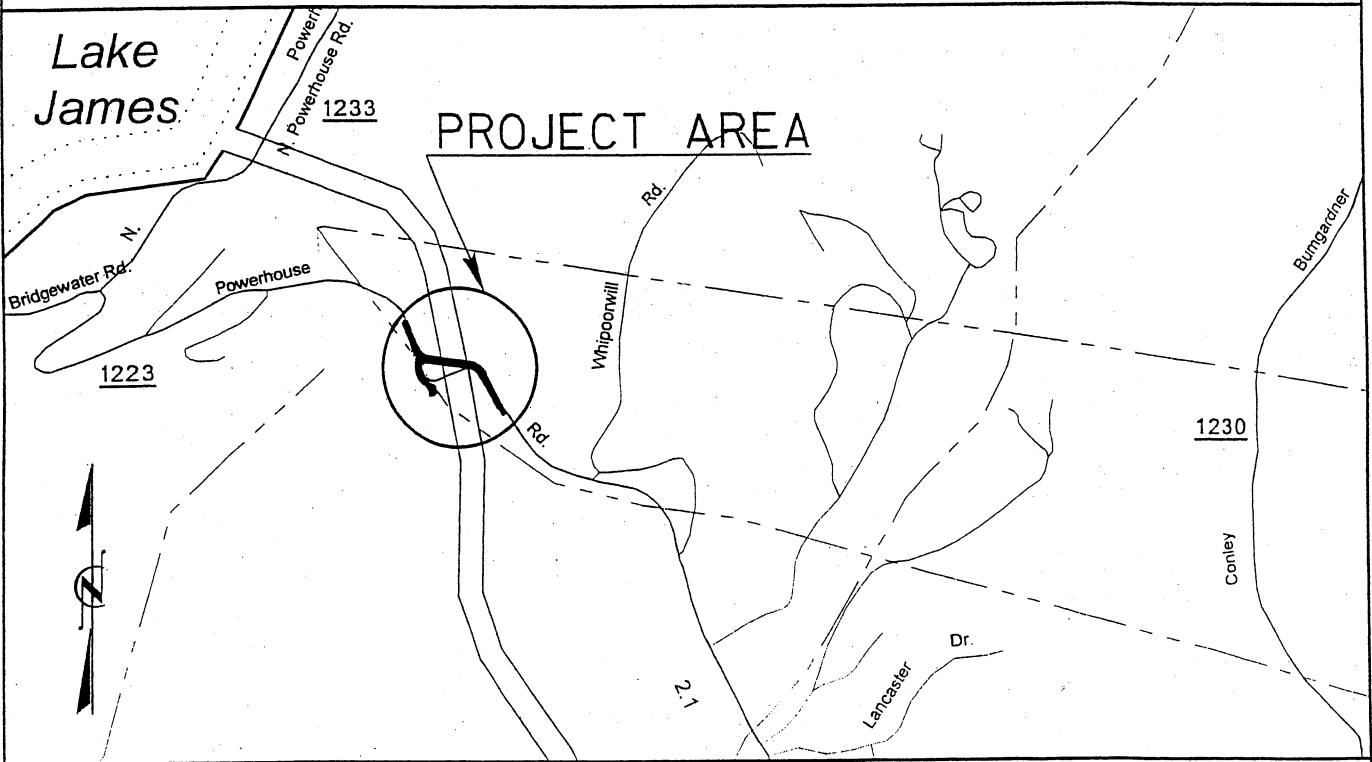 Lake
James
Powerh
N. Powerhouse Rd.
1233
PROJECT AREA
N.
Bridgewater Rd.
Powerhouse
1223
Rd.
Whipoorwill
Rd.
Bumgardner
1230
Conley
2.1
Lancaster
Dr.
N